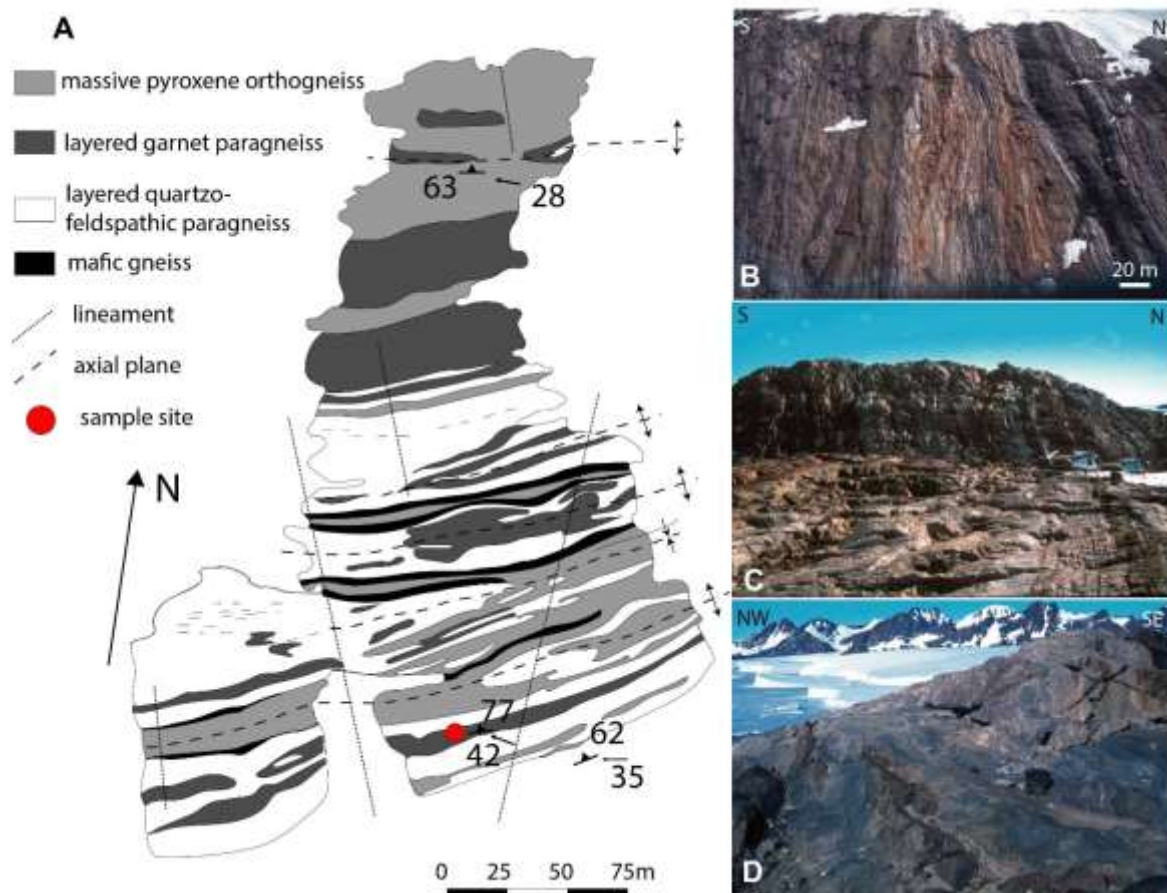 A
massive pyroxene orthogneiss
layered garnet paragneiss
layered quartzo-
feldspathic paragneiss
mafic gneiss
lineament
axial plane
sample site
N
63
28
77
42
62
35
0 25 50 75m
S N
20 m
B
S N
C
NW SE
D